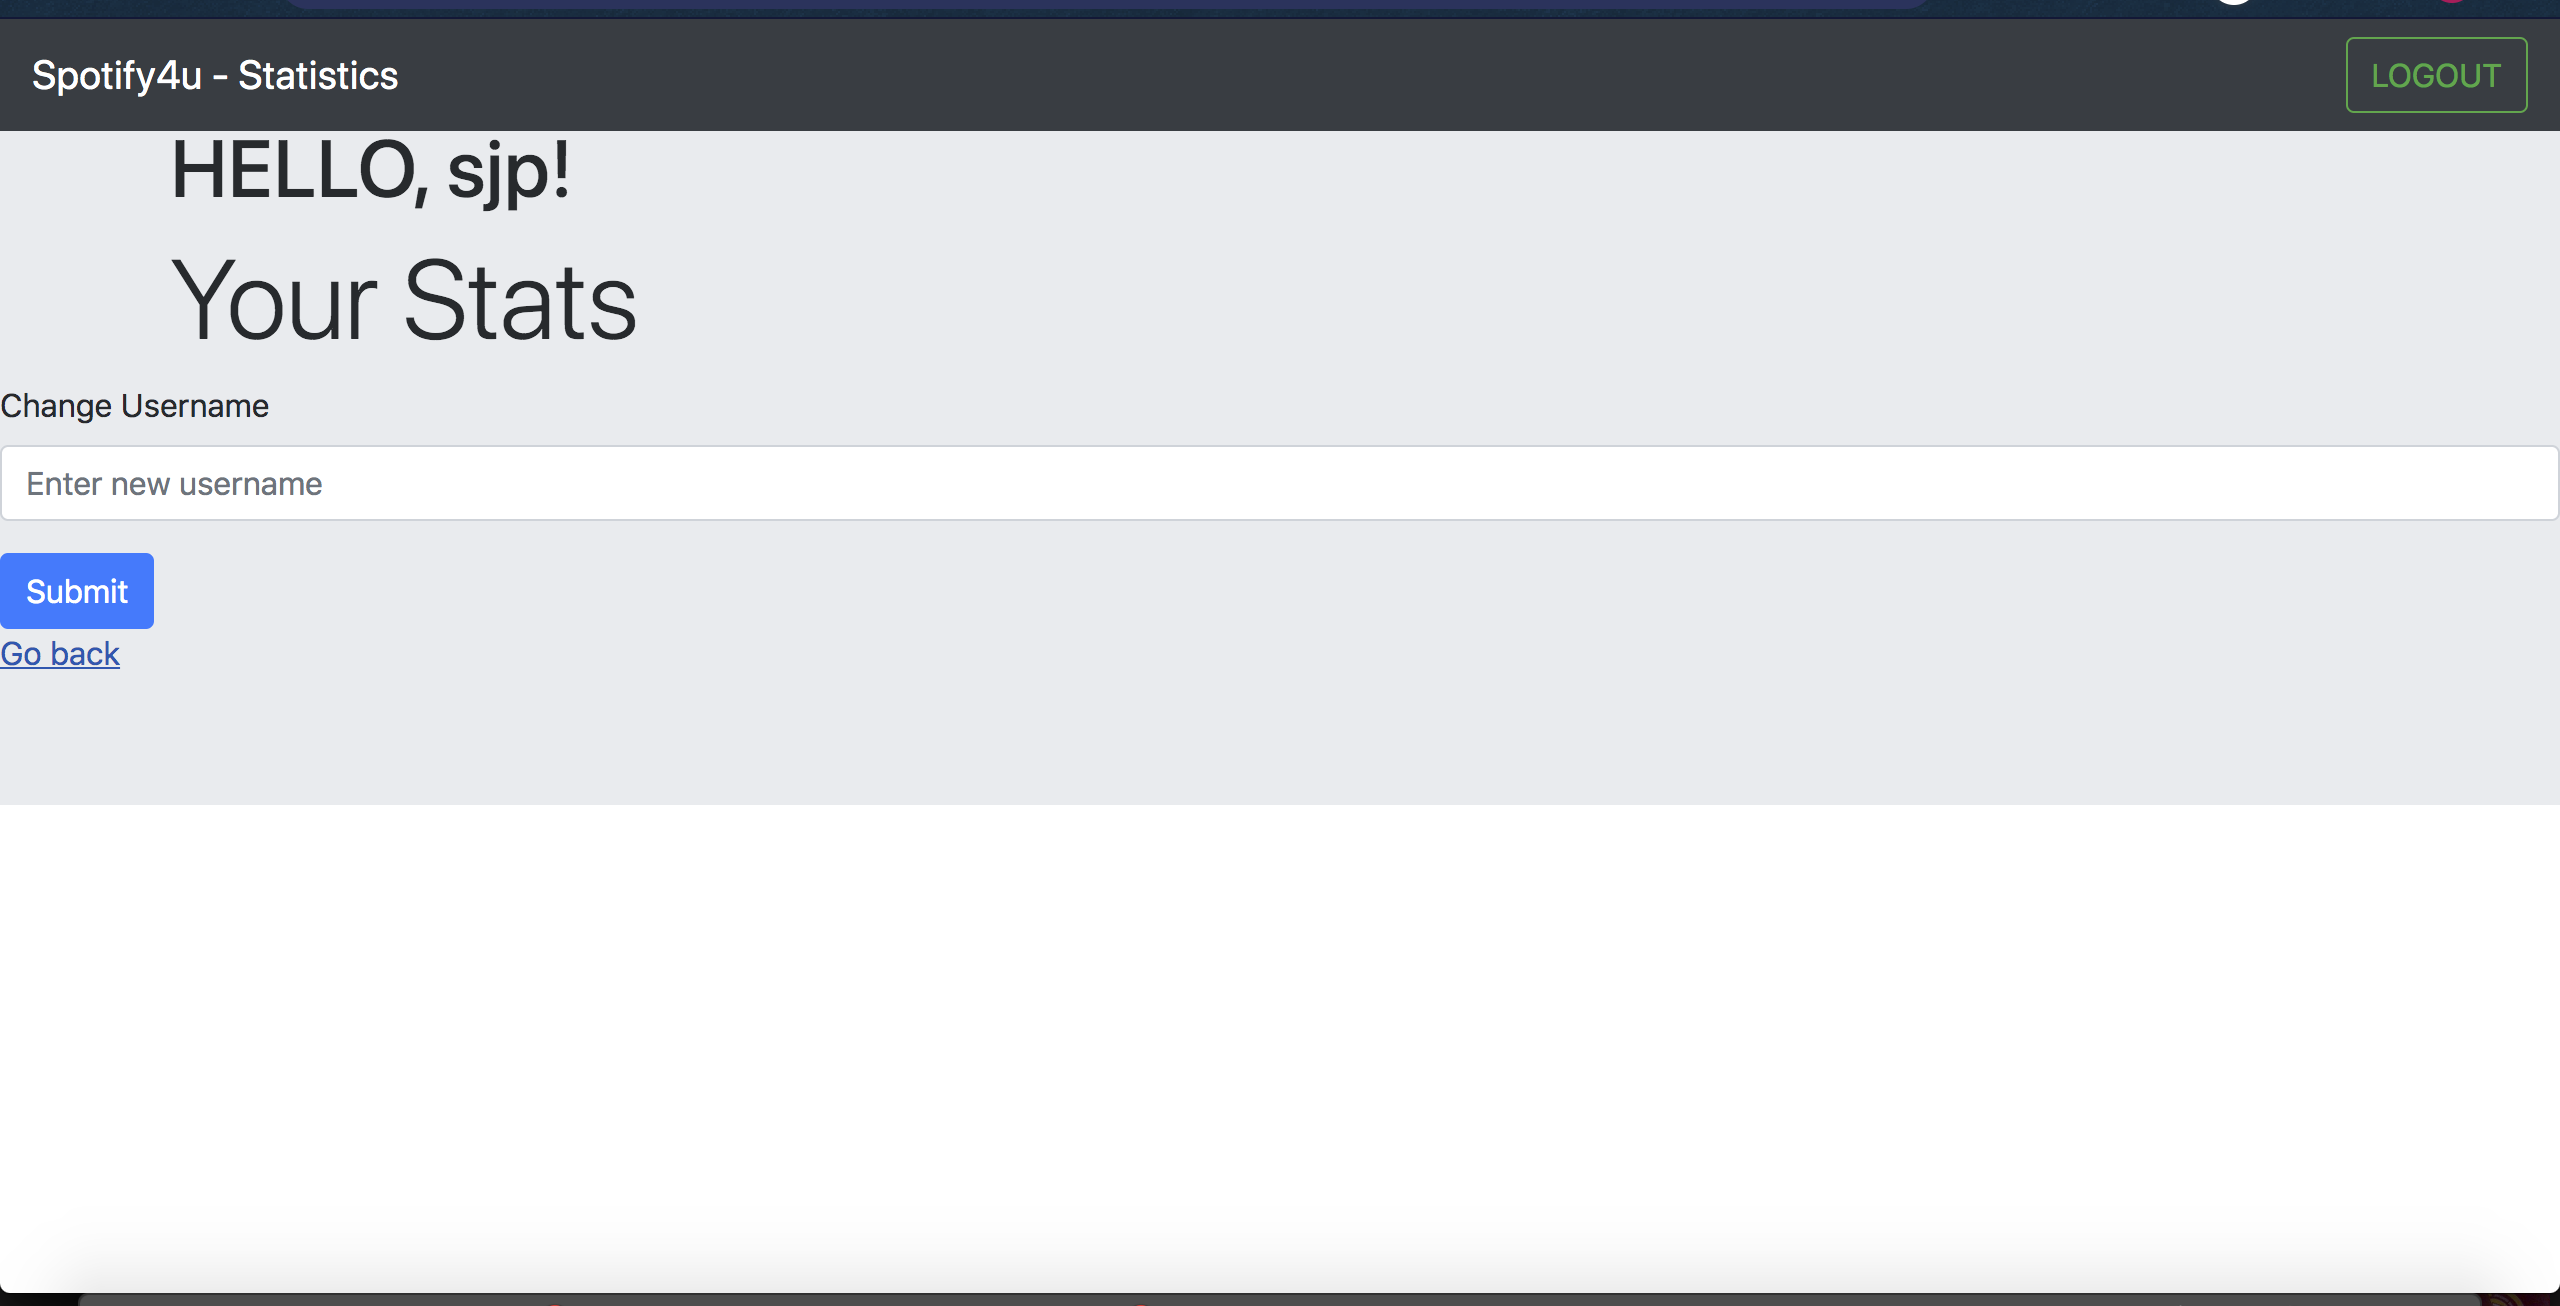 Spotify4u - Statistics
LOGOUT
HELLO, sjp!
Your Stats
Change Username
Enter new username
Submit
Go back